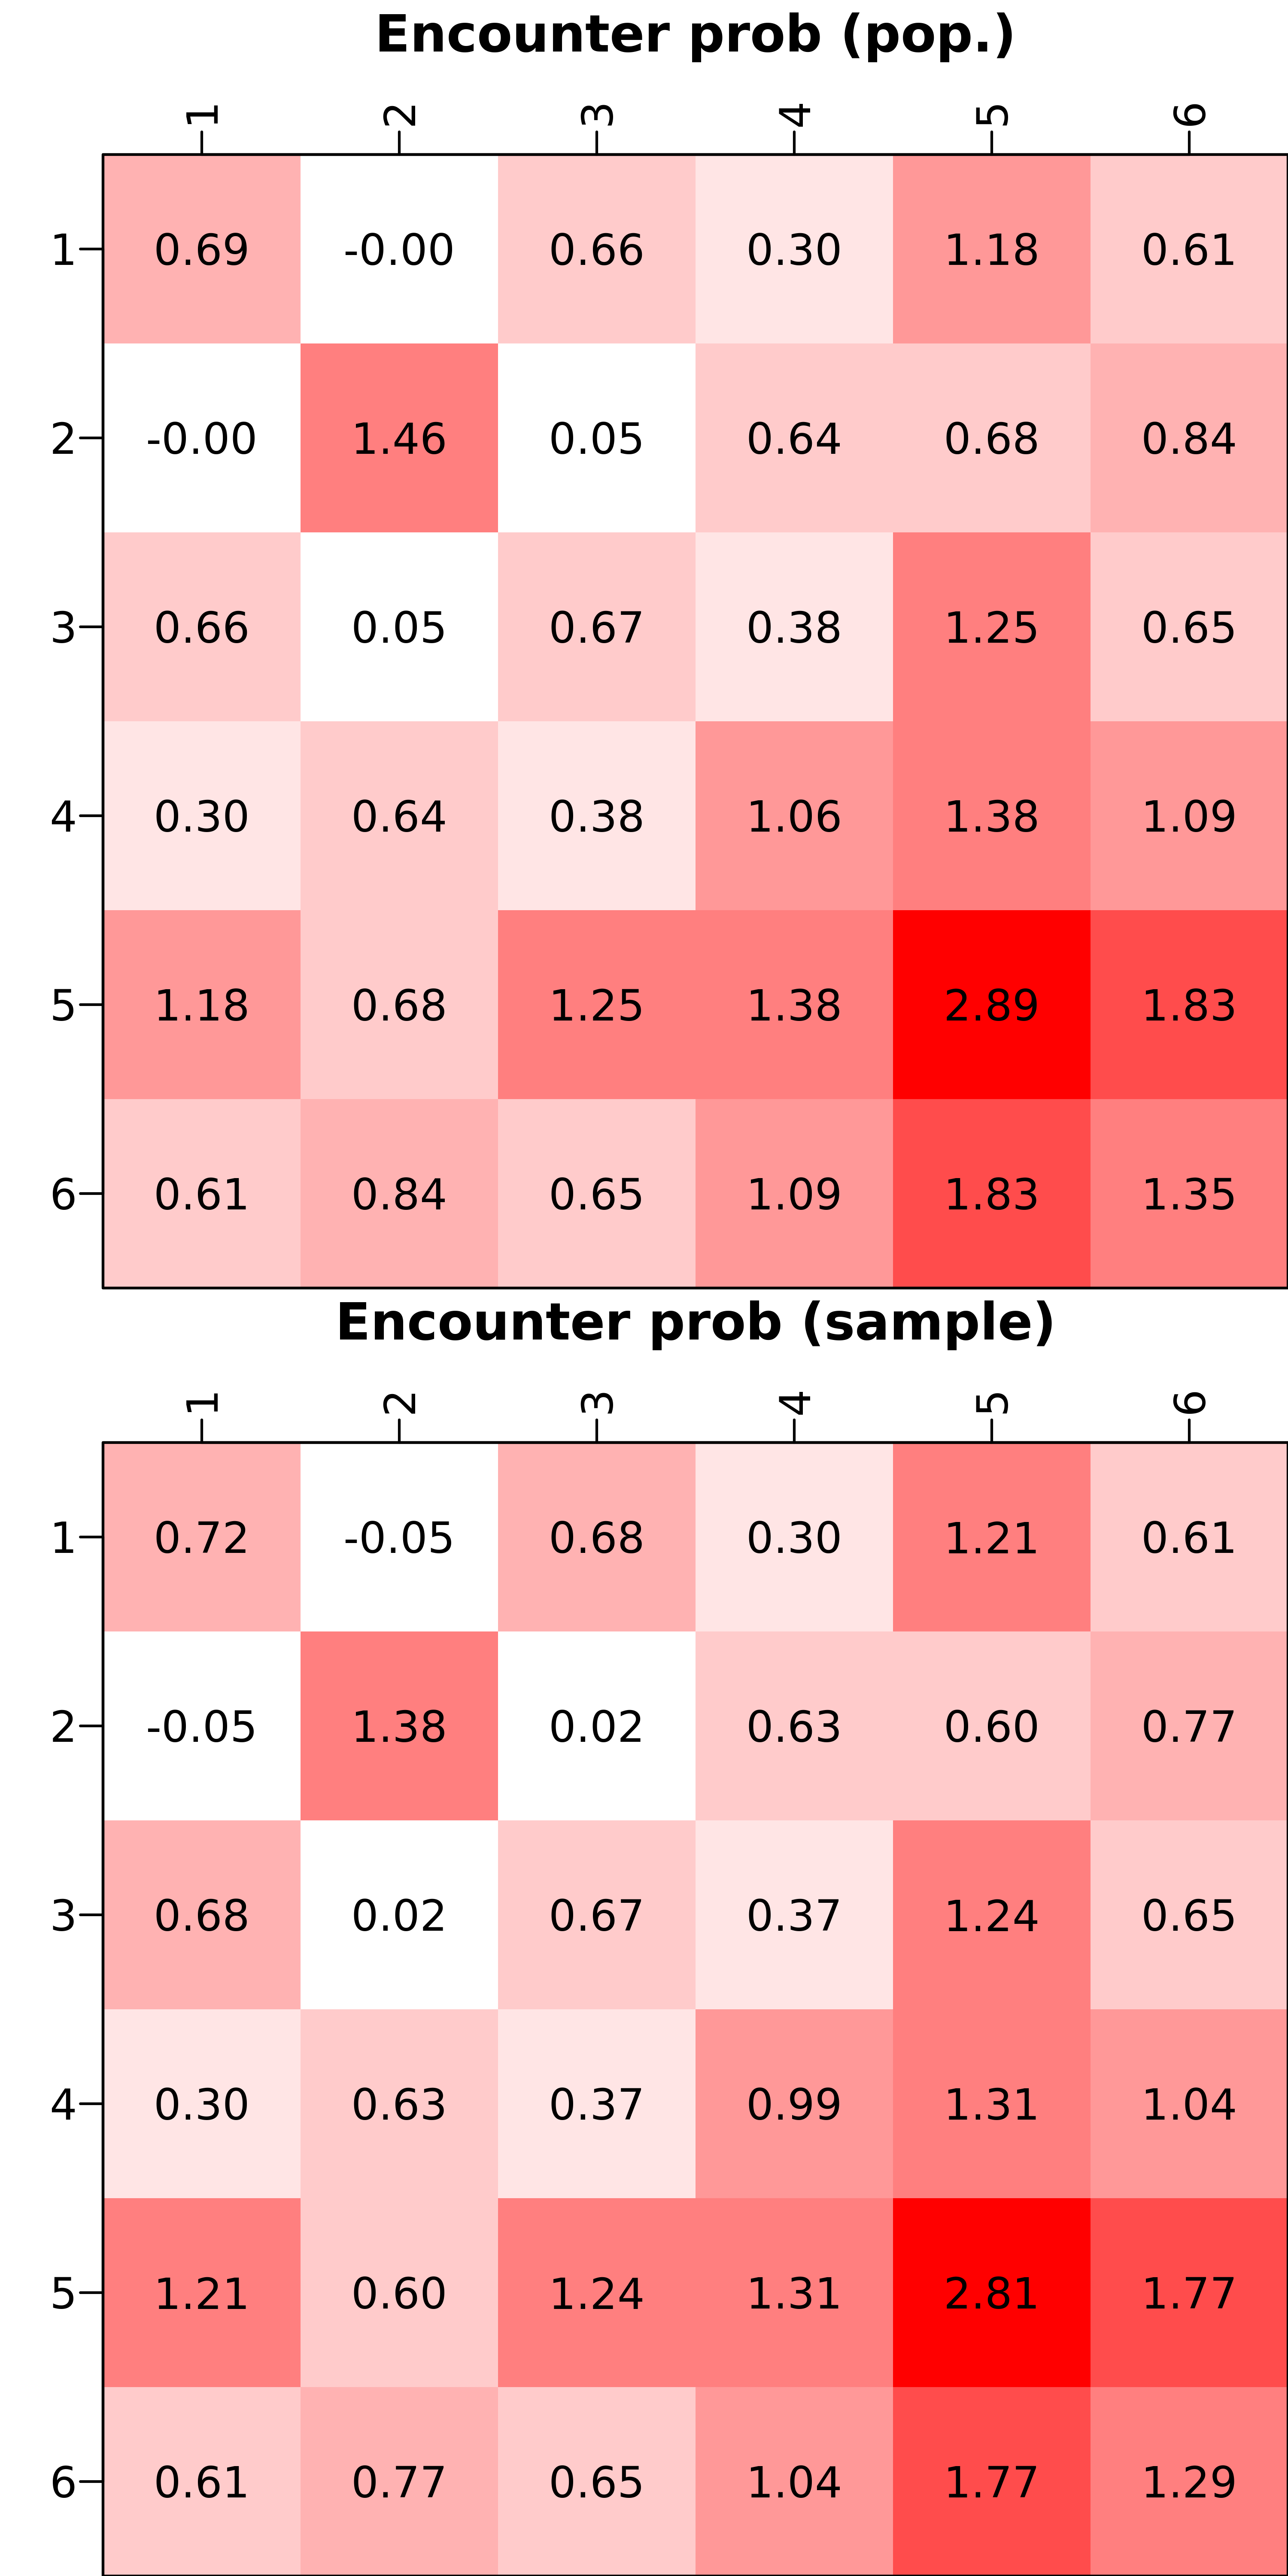 Encounter prob (pop.)
1 2 3 4 5 6
1 0.69 -0.00 0.66 0.30 1.18 0.61
2 -0.00 1.46 0.05 0.64 0.68 0.84
3 0.66 0.05 0.67 0.38 1.25 0.65
4 0.30 0.64 0.38 1.06 1.38 1.09
5 1.18 0.68 1.25 1.38 2.89 1.83
6 0.61 0.84 0.65 1.09 1.83 1.35
Encounter prob (sample)
1 2 3 4 5 6
1 0.72 -0.05 0.68 0.30 1.21 0.61
2 -0.05 1.38 0.02 0.63 0.60 0.77
3 0.68 0.02 0.67 0.37 1.24 0.65
4 0.30 0.63 0.37 0.99 1.31 1.04
5 1.21 0.60 1.24 1.31 2.81 1.77
6 0.61 0.77 0.65 1.04 1.77 1.29